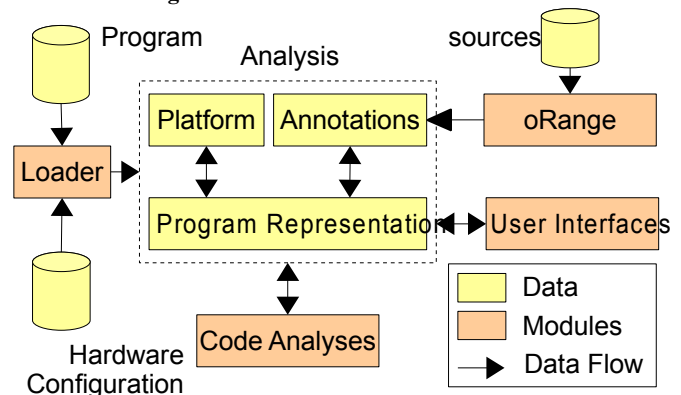 Program
sources
Analysis
Platform
Annotations
oRange
Loader
Program Representation
User Interfaces
Data
Code Analyses
Modules
Hardware
Configuration
Data Flow